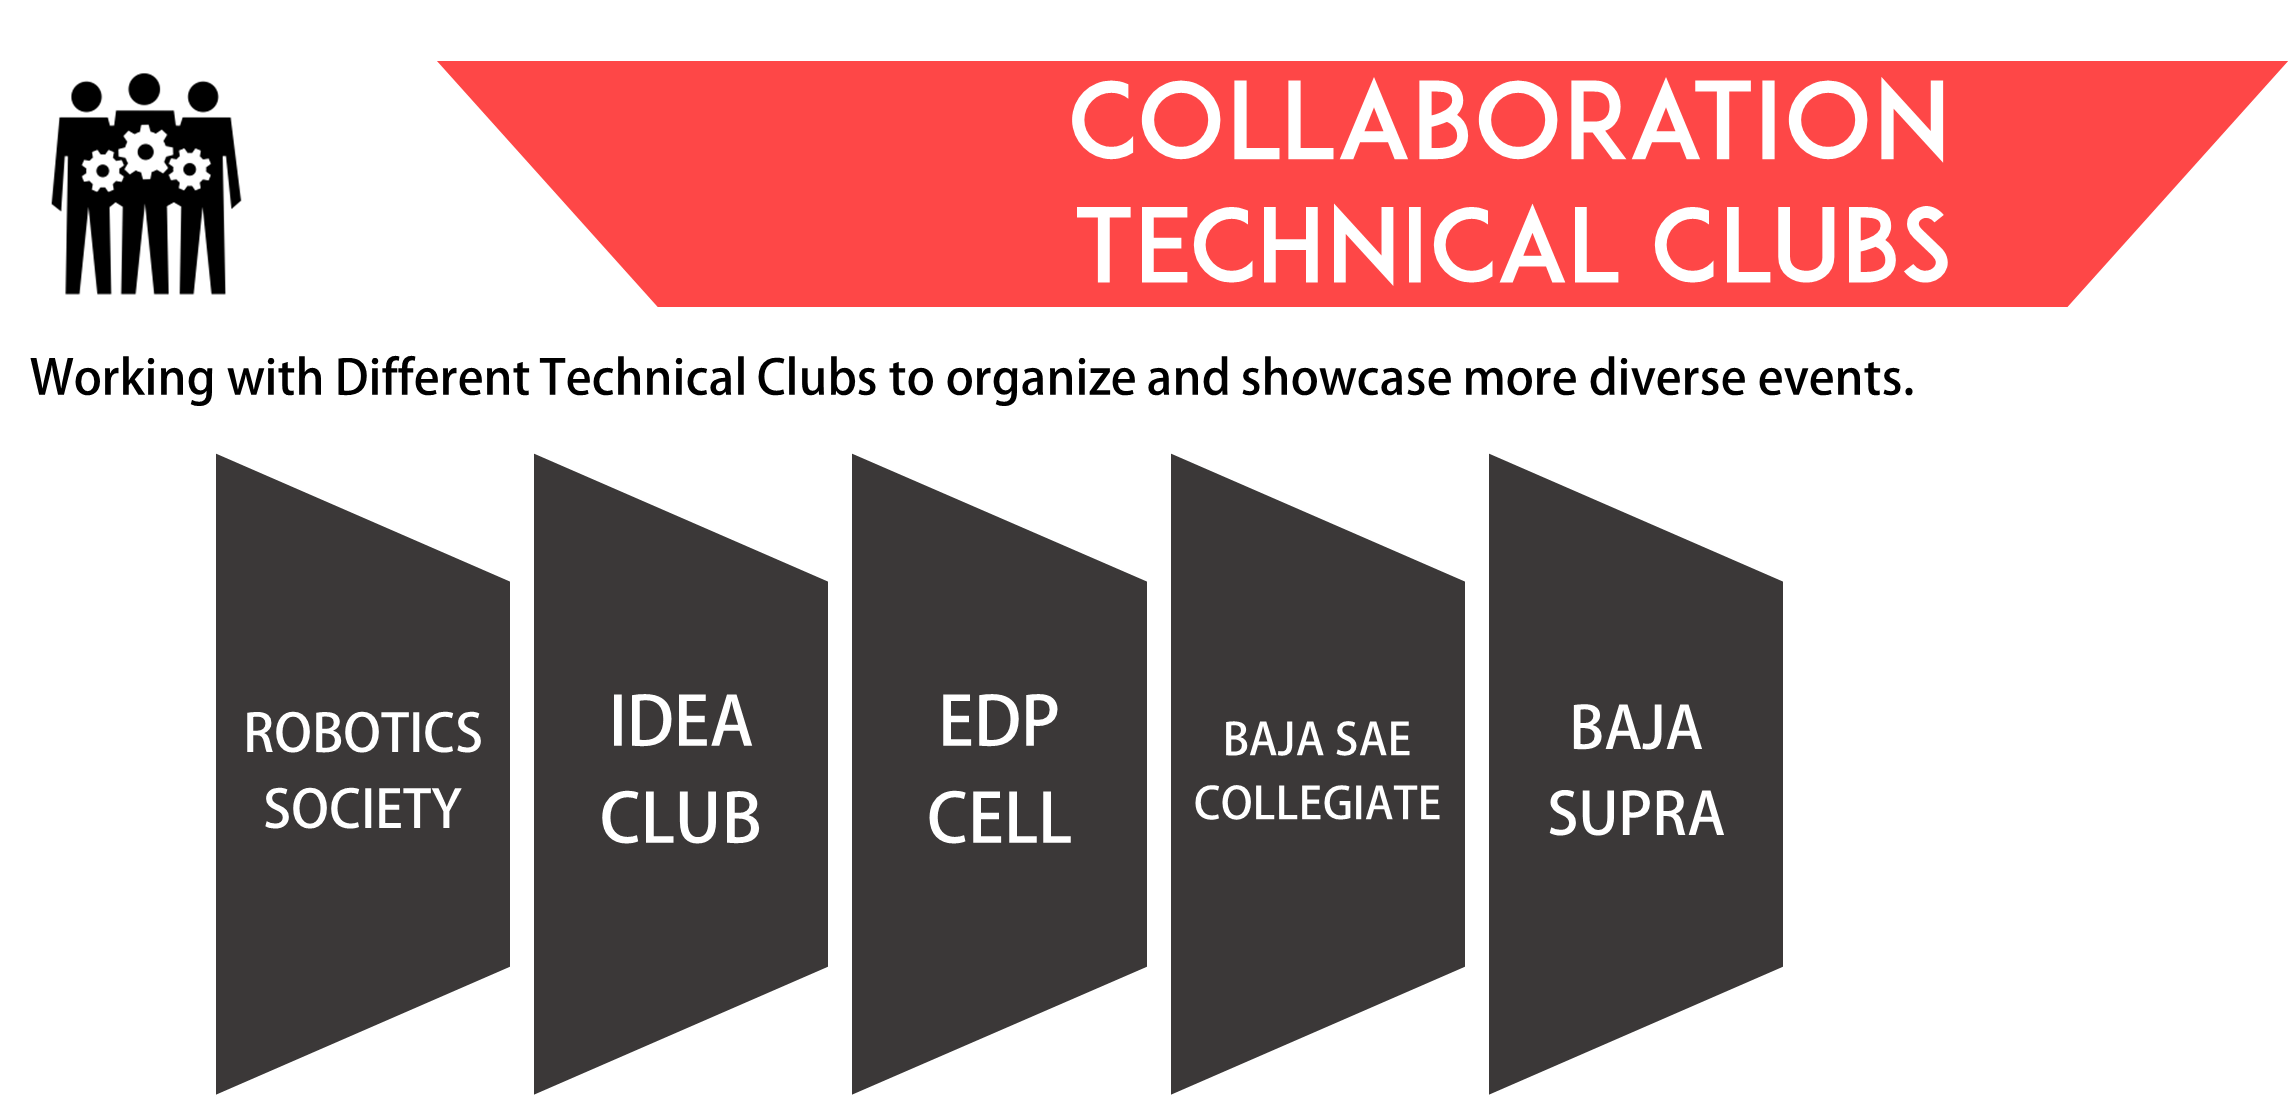 COLLABORATION
TECHNICAL CLUBS
Working with Different Technical Clubs to organize and showcase more diverse events.
ROBOTICS
SOCIETY
IDEA
CLUB
EDP
CELL
BAJA SAE
COLLEGIATE
BAJA
SUPRA